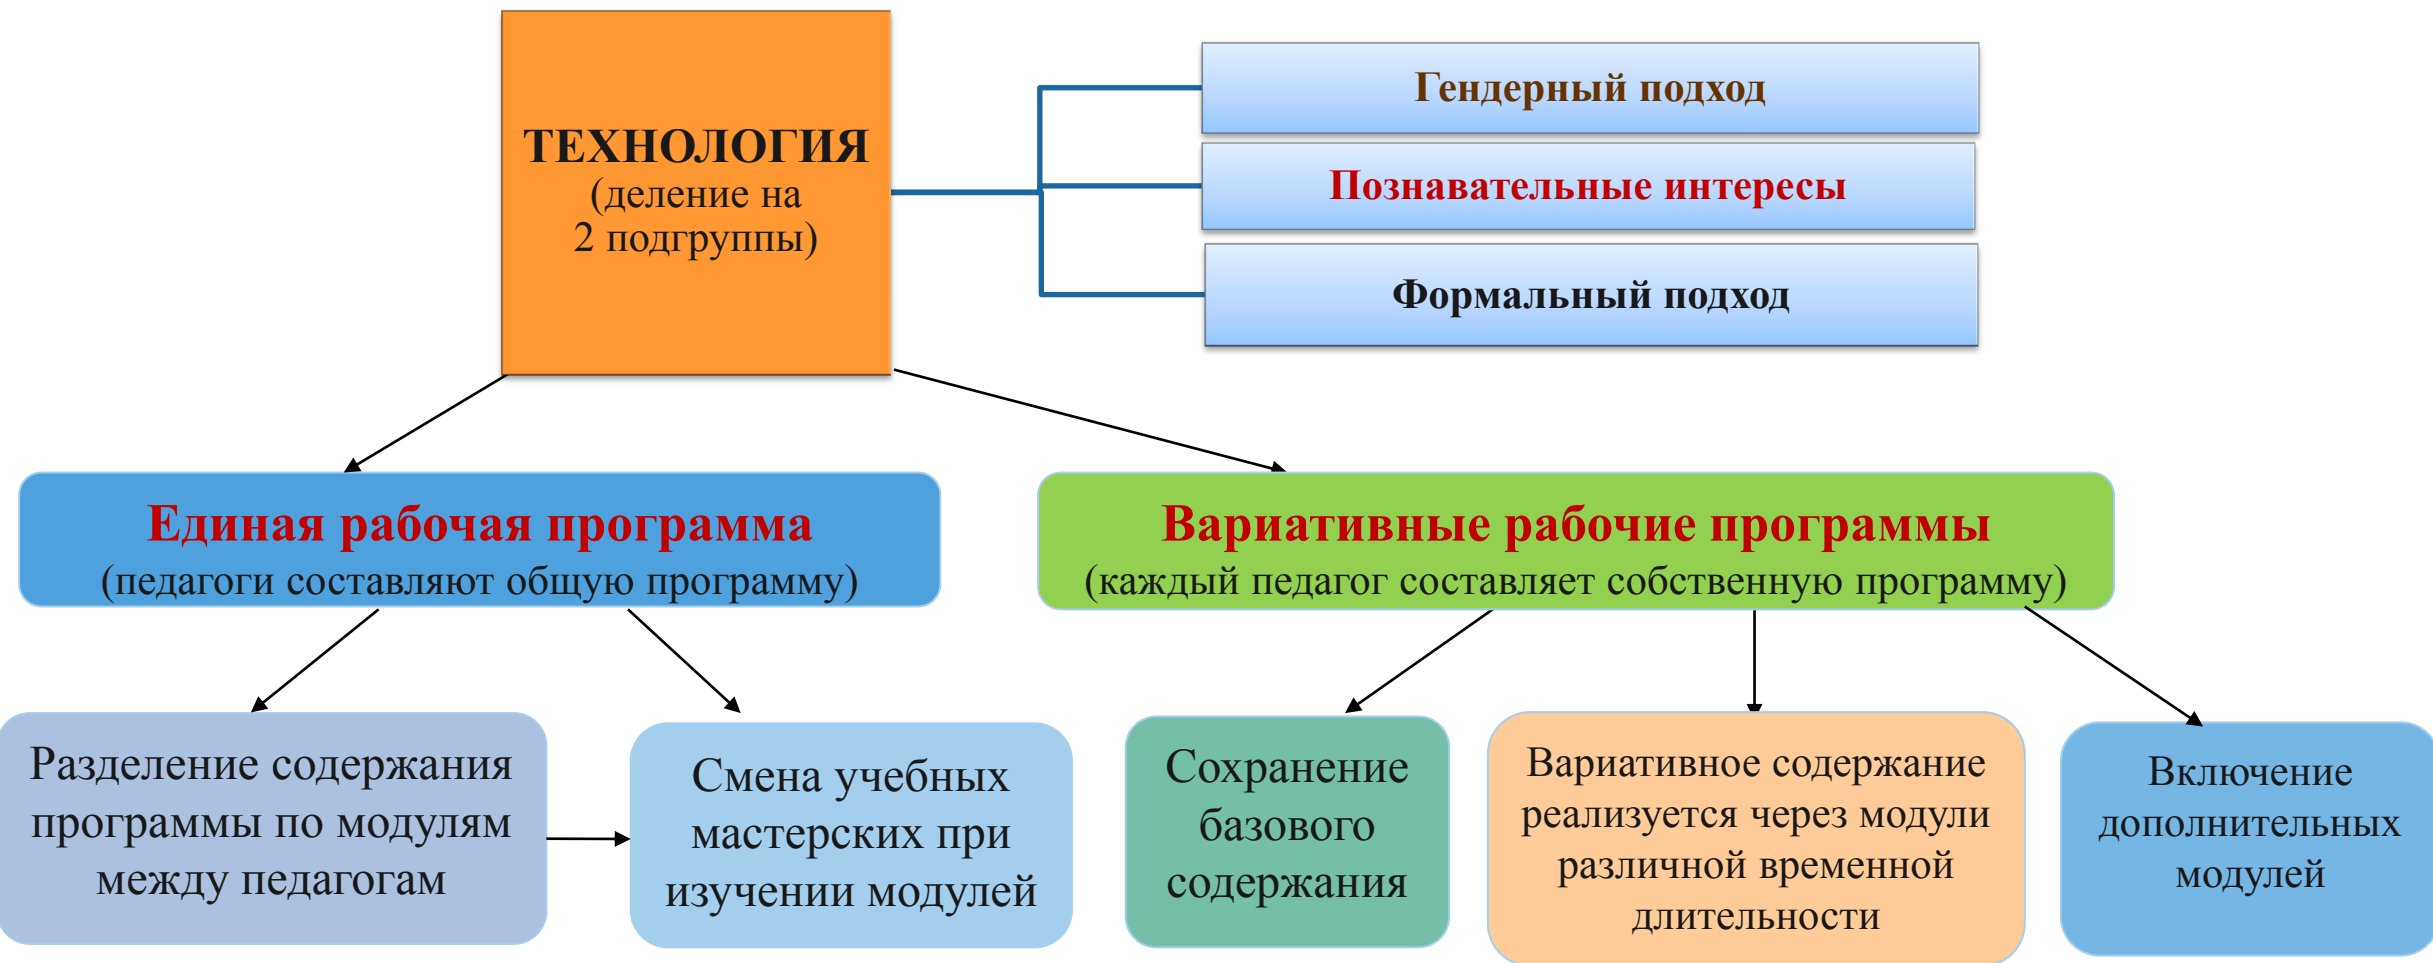 ТЕХНОЛОГИЯ
(деление на
2 подгруппы)
Гендерный подход
Познавательные интересы
Формальный подход
Единая рабочая программа
(педагоги составляют общую программу)
Вариативные рабочие программы
(каждый педагог составляет собственную программу)
Разделение содержания
программы по модулям
между педагогам
Смена учебных
мастерских при
изучении модулей
Сохранение
базового
содержания
Вариативное содержание
реализуется через модули
различной временной
длительности
Включение
дополнительных
модулей